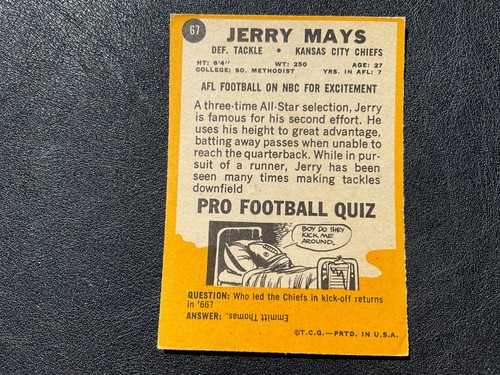 67
JERRY MAYS
DEF. TACKLE • KANSAS CITY CHIEFS
HT: 6'4" WT: 250 AGE: 27
COLLEGE: SO. METHODIST YRS. IN AFL: 7
AFL FOOTBALL ON NBC FOR EXCITEMENT
A three-time All-Star selection, Jerry
is famous for his second effort. He
uses his height to great advantage,
batting away passes when unable to
reach the quarterback. While in pur-
suit of a runner, Jerry has been
seen many times making tackles
downfield
PRO FOOTBALL QUIZ
BOY DO THEY
KICK ME
AROUND.
QUESTION: Who led the Chiefs in kick-off returns
in '66?
ANSWER: Emmitt Thomas.
©T.C.G.—PRTD. IN U.S.A.